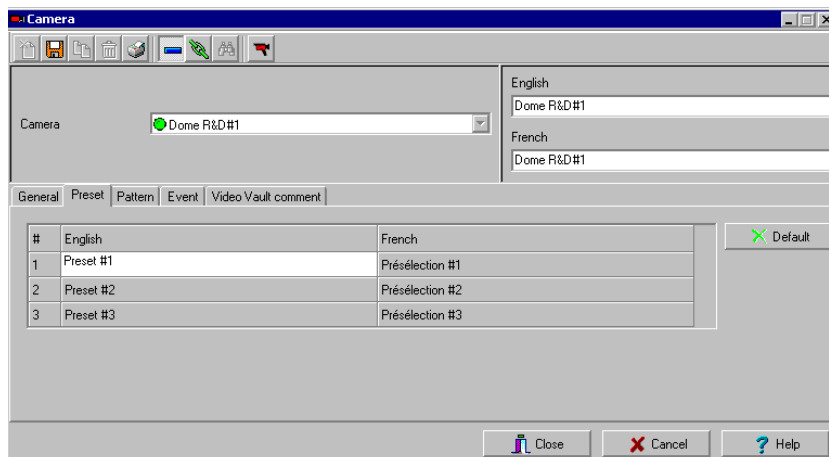 Camera
English
Dome R&D#1
Camera
Dome R&D#1
French
Dome R&D#1
General Preset Pattern Event Video Vault comment
# English French
Default
1 Preset #1 Présélection #1
2 Preset #2 Présélection #2
3 Preset #3 Présélection #3
Close Cancel Help